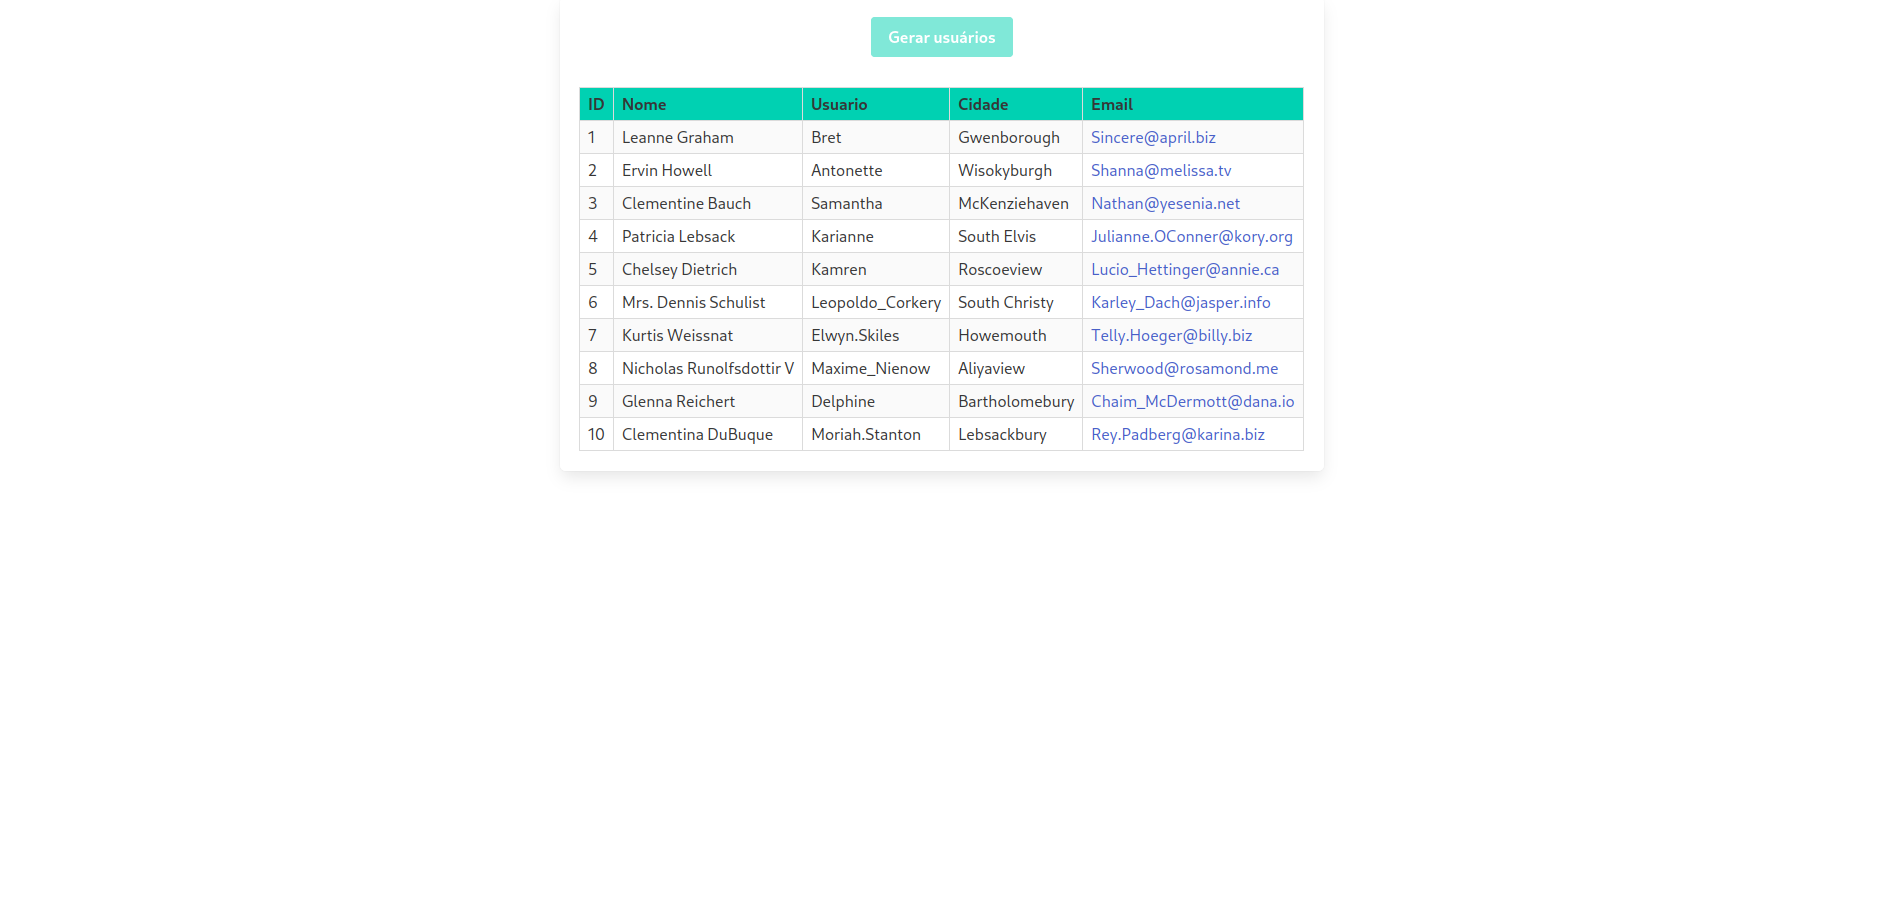 Gerar usuários
ID Nome Usuario Cidade Email
1 Leanne Graham Bret Gwenborough Sincere@april.biz
2 Ervin Howell Antonette Wisokyburgh Shanna@melissa.tv
3 Clementine Bauch Samantha McKenziehaven Nathan@yesenia.net
4 Patricia Lebsack Karianne South Elvis Julianne.OConner@kory.org
5 Chelsey Dietrich Kamren Roscoeview Lucio_Hettinger@annie.ca
6 Mrs. Dennis Schulist Leopoldo_Corkery South Christy Karley_Dach@jasper.info
7 Kurtis Weissnat Elwyn.Skiles Howemouth Telly.Hoeger@billy.biz
8 Nicholas Runolfsdottir V Maxime_Nienow Aliyaview Sherwood@rosamond.me
9 Glenna Reichert Delphine Bartholomebury Chaim_McDermott@dana.io
10 Clementina DuBuque Moriah.Stanton Lebsackbury Rey.Padberg@karina.biz